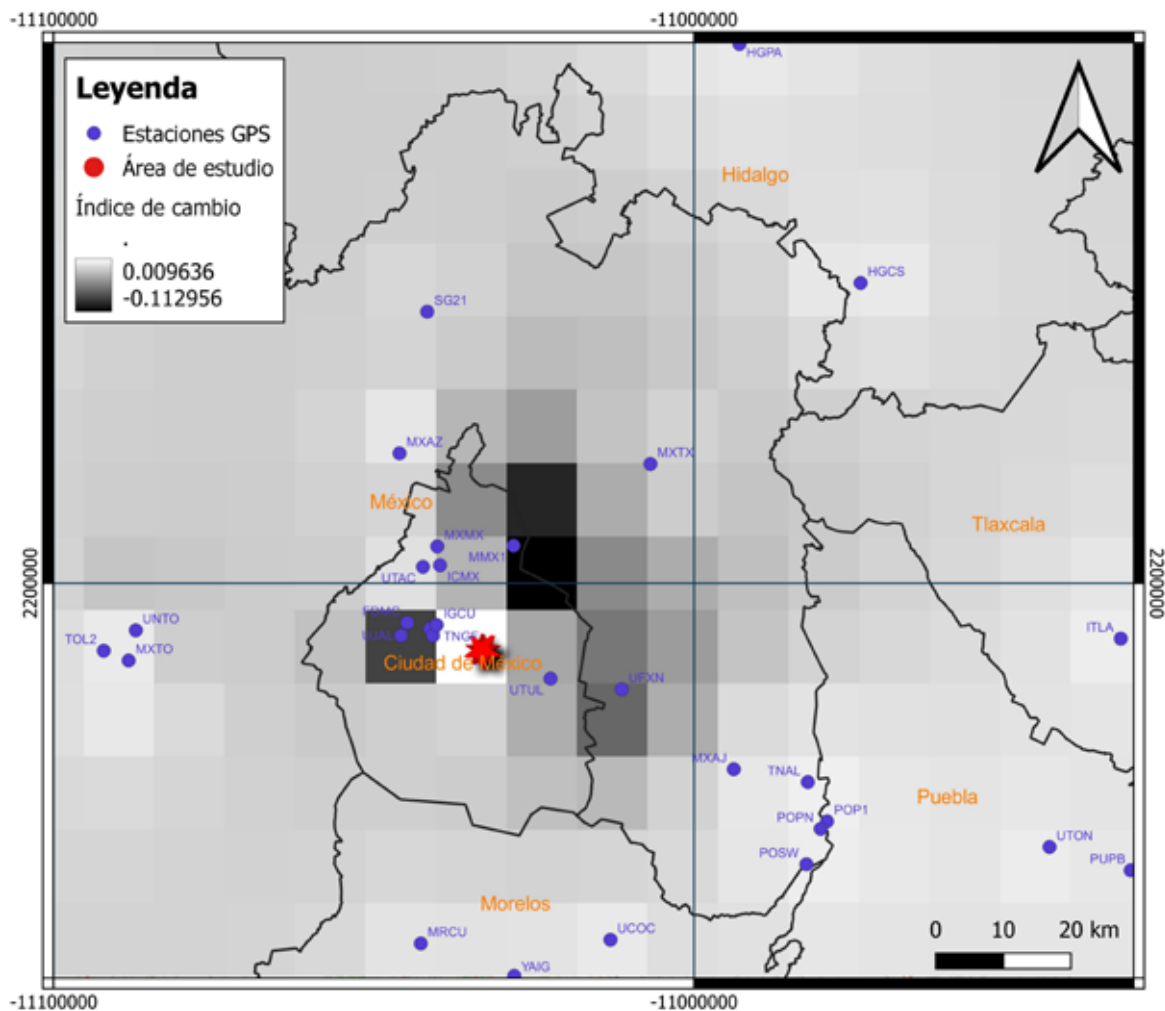 -11100000
-11000000
HGPA
Leyenda
Estaciones GPS
Área de estudio
Índice de cambio
.
0.009636
-0.112956
Hidalgo
HGCS
SG21
MXAZ
MXTX
México
Tlaxcala
MXMX
MMX1
UTAC
ICMX
2200000
2200000
UNTO
TOL2
MXTO
IGCU
ITLA
Ciudad de México
UTUL
UFXN
MXAJ
TNAL
Puebla
POP1
POPN
UTON
POSW
PUPB
Morelos
MRCU
UCOC
YAIG
0 10 20 km
-11100000
-11000000